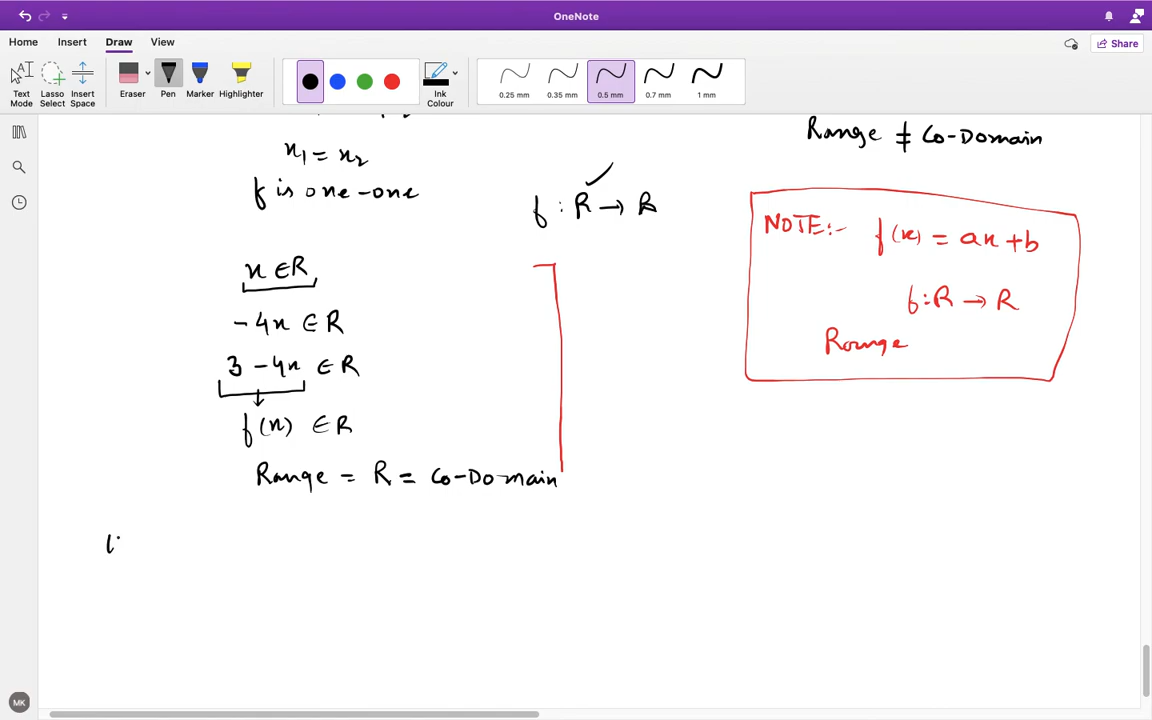 OneNote
Home Insert Draw View
Share
Text Mode
Lasso Select
Insert Space
Eraser
Pen
Marker
Highlighter
Ink Colour
0.25 mm
0.35 mm
0.5 mm
0.7 mm
1 mm
x₁ = x₂
f is one-one
x ∈ R
-4x ∈ R
3 - 4x ∈ R
f(x) ∈ R
Range = R = Co-Domain
f : R → R
Range ≠ Co-Domain
NOTE:- f(x) = ax + b
f : R → R
Range
MK